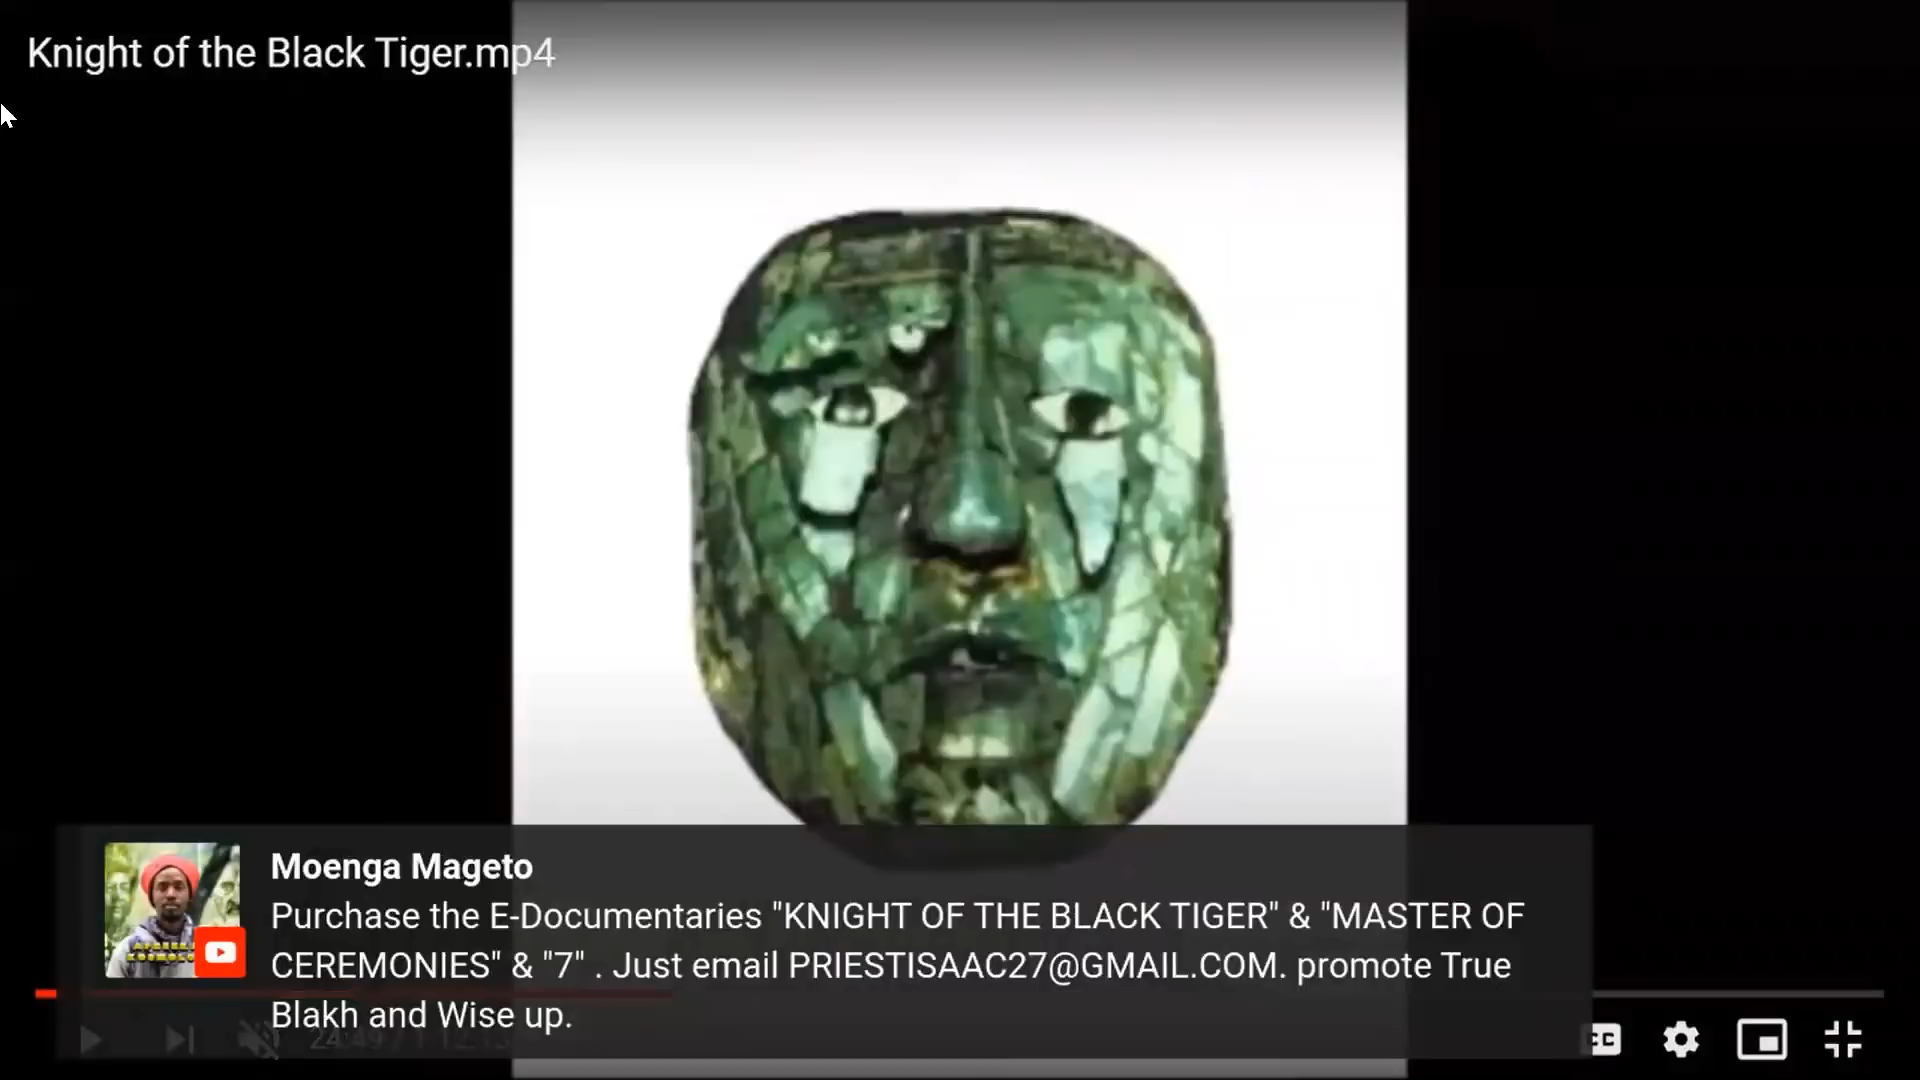 Knight of the Black Tiger.mp4
Moenga Mageto
Purchase the E-Documentaries "KNIGHT OF THE BLACK TIGER" & "MASTER OF
CEREMONIES" & "7" . Just email PRIESTISAAC27@GMAIL.COM. promote True
Blakh and Wise up.
CC